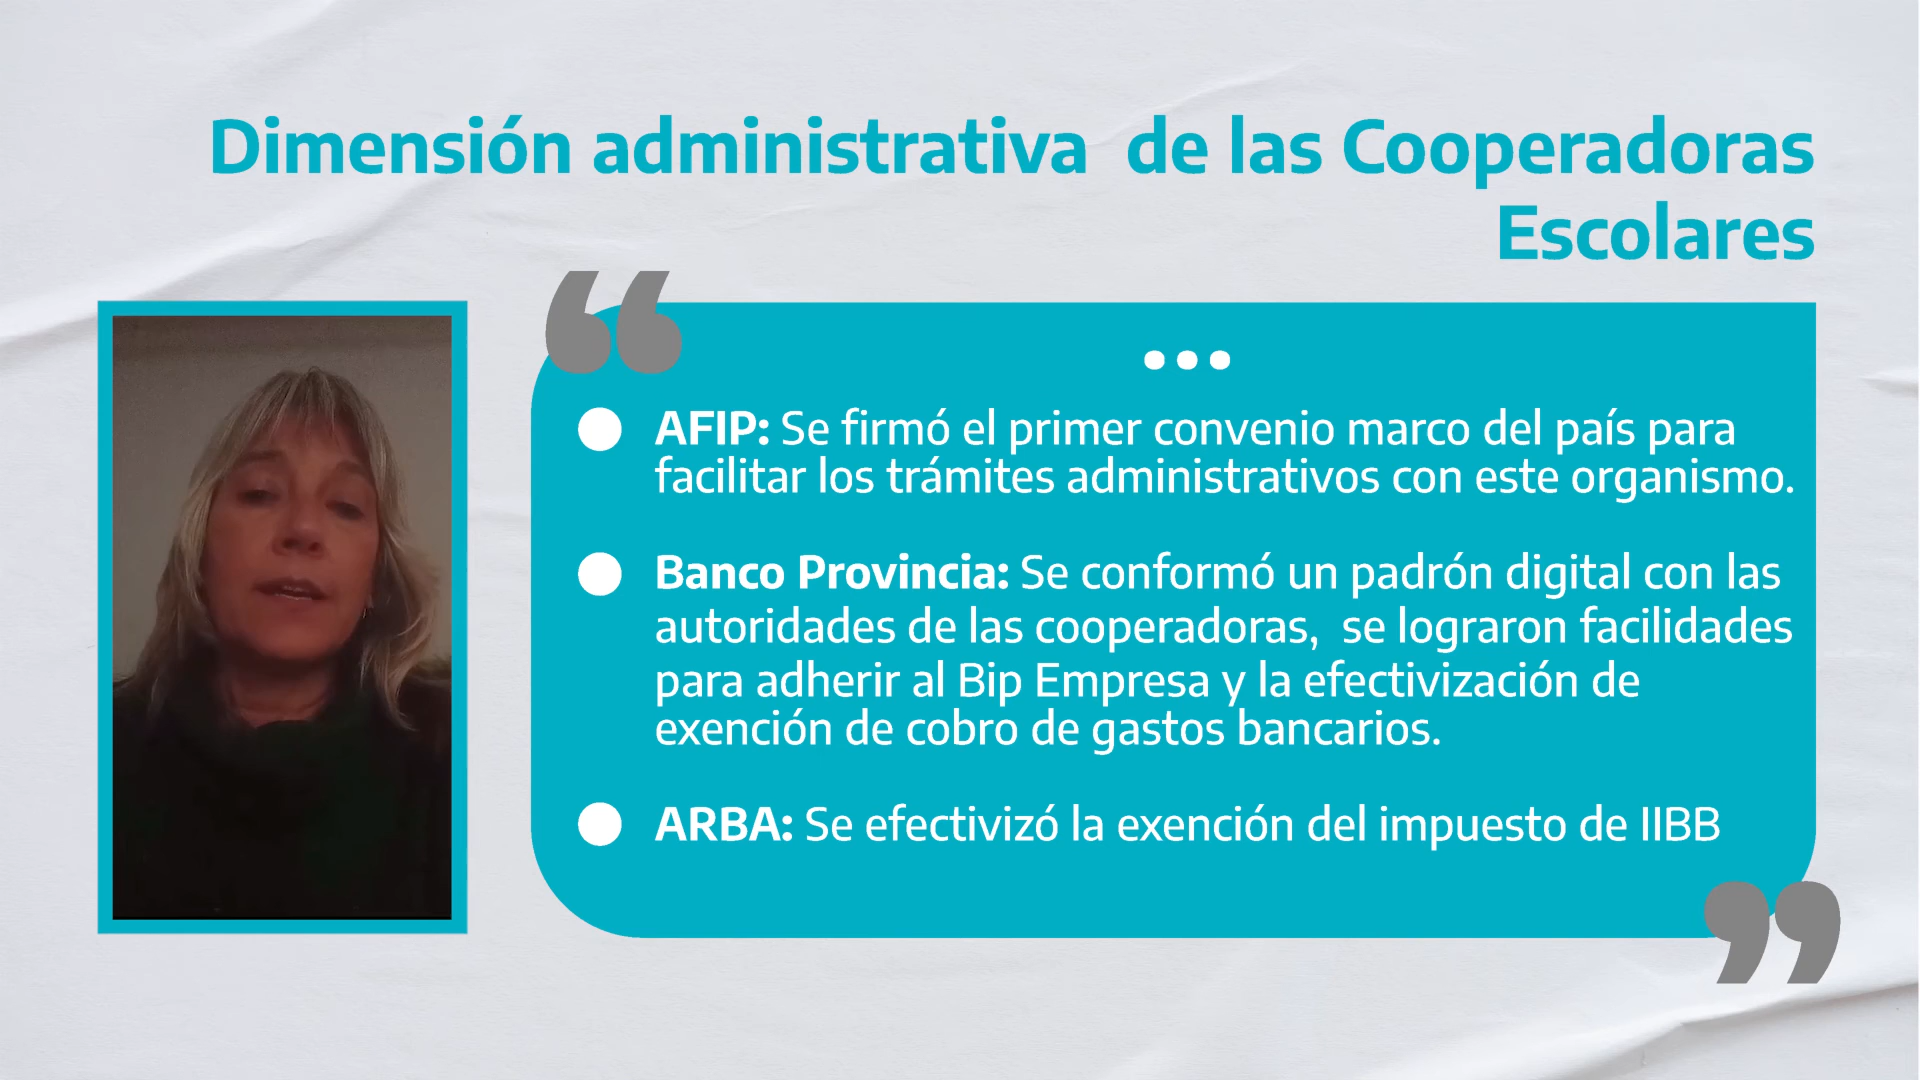 Dimensión administrativa  de las Cooperadoras
Escolares
“
...
AFIP: Se firmó el primer convenio marco del país para
facilitar los trámites administrativos con este organismo.
Banco Provincia: Se conformó un padrón digital con las
autoridades de las cooperadoras,  se lograron facilidades
para adherir al Bip Empresa y la efectivización de
exención de cobro de gastos bancarios.
ARBA: Se efectivizó la exención del impuesto de IIBB
”